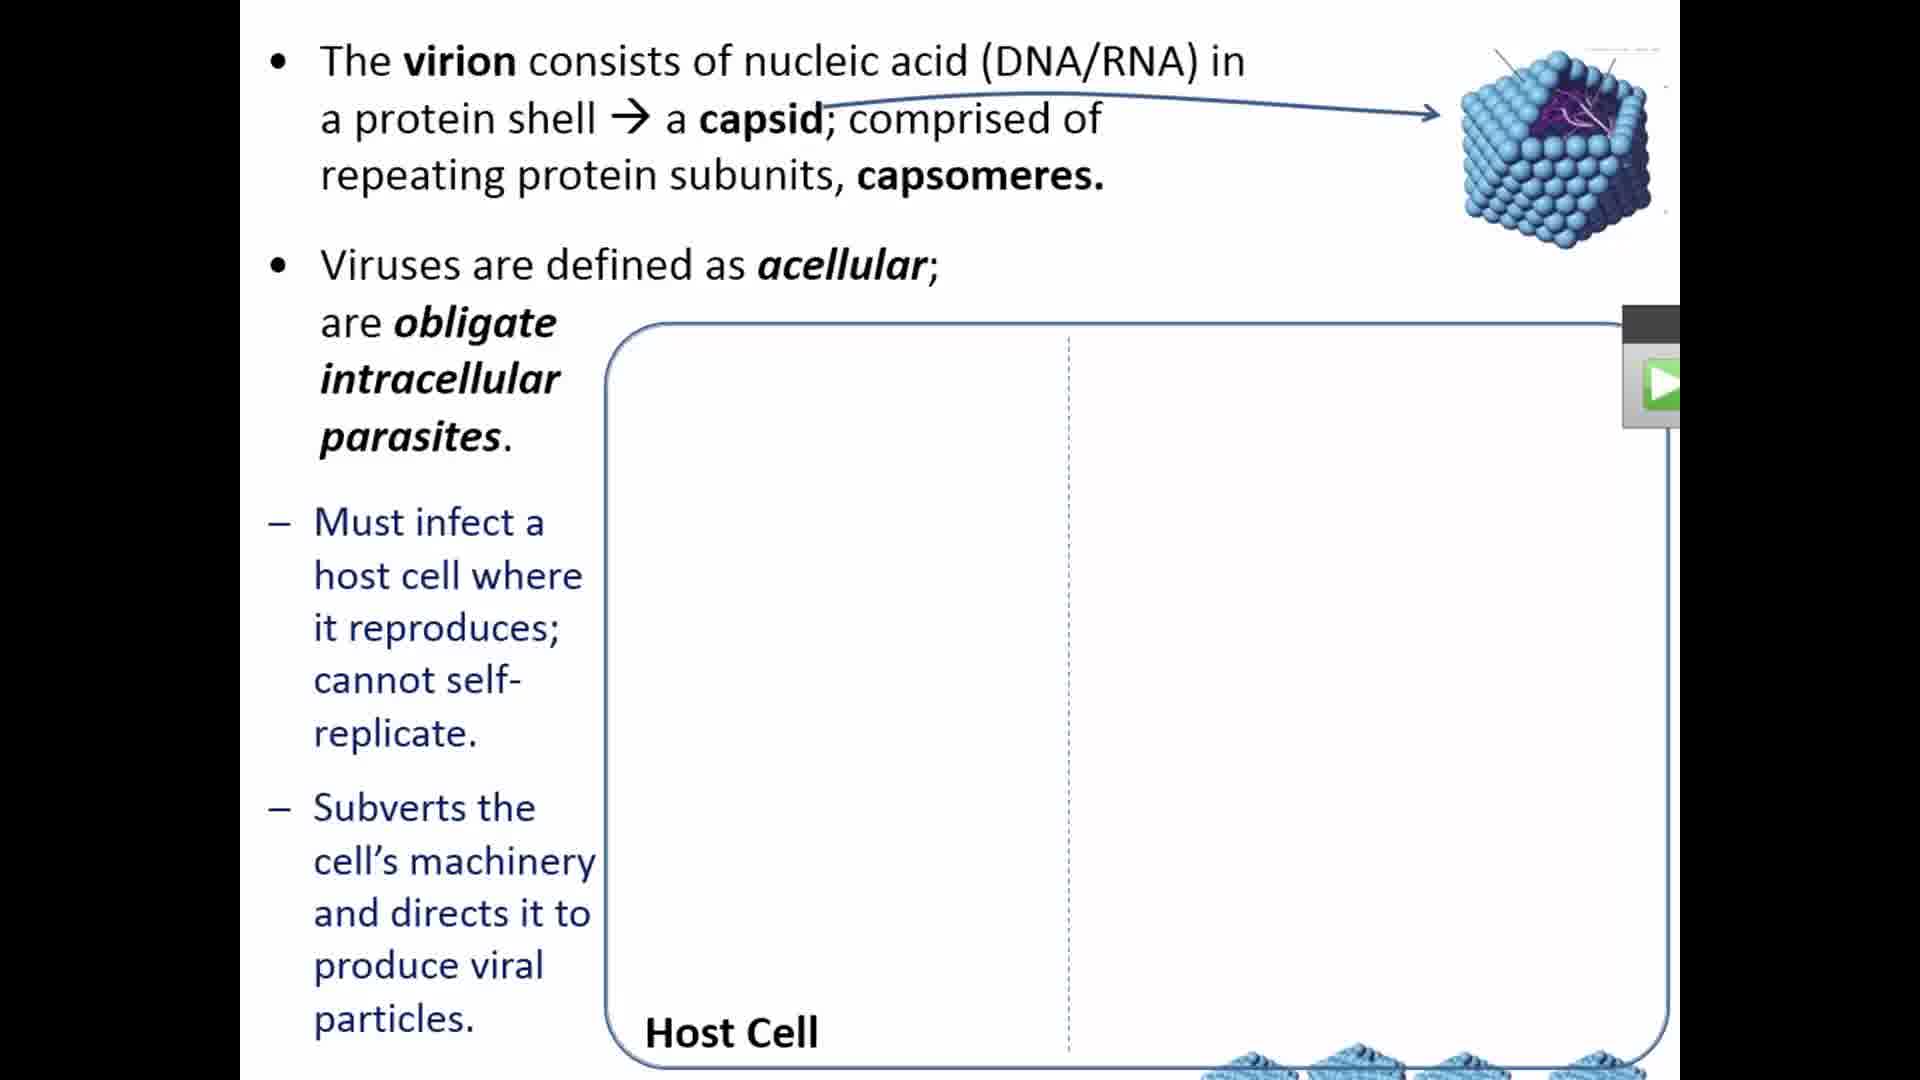 • The virion consists of nucleic acid (DNA/RNA) in
a protein shell → a capsid; comprised of
repeating protein subunits, capsomeres.
• Viruses are defined as acellular;
are obligate
intracellular
parasites.
– Must infect a
host cell where
it reproduces;
cannot self-
replicate.
– Subverts the
cell’s machinery
and directs it to
produce viral
particles.
Host Cell